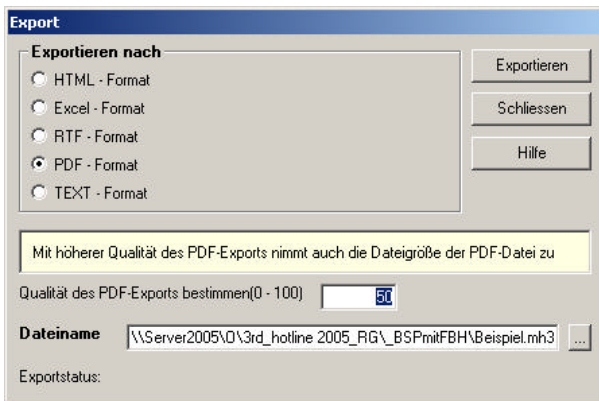 Export
Exportieren nach
HTML - Format
Excel - Format
RTF - Format
PDF - Format
TEXT - Format
Exportieren
Schliessen
Hilfe
Mit höherer Qualität des PDF-Exports nimmt auch die Dateigröße der PDF-Datei zu
Qualität des PDF-Exports bestimmen(0 - 100) 50
Dateiname \\Server2005\O\3rd_hotline 2005_RG\_BSPmitFBH\Beispiel.mh3 ...
Exportstatus: